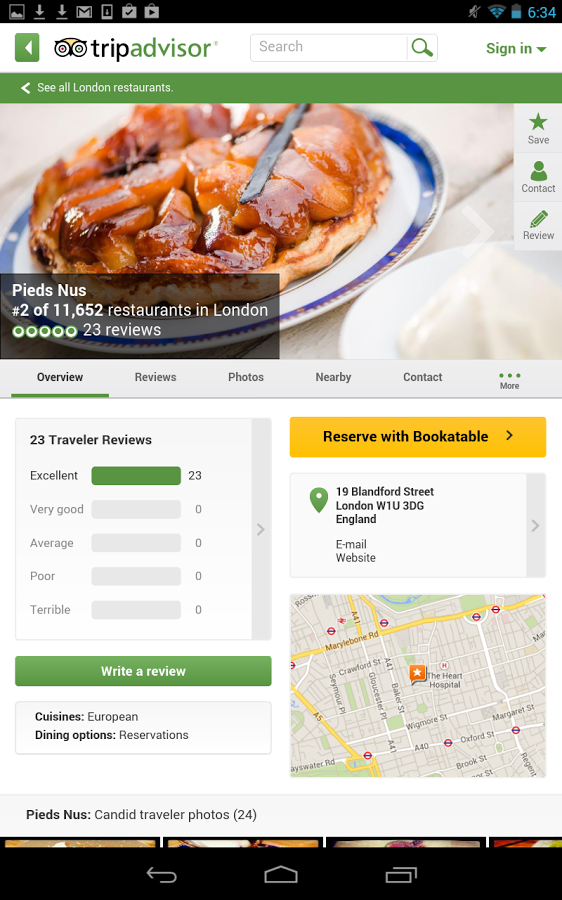 6:34
tripadvisor®
Search
Sign in
See all London restaurants.
Save
Contact
Review
Pieds Nus
#2 of 11,652 restaurants in London
23 reviews
Overview
Reviews
Photos
Nearby
Contact
More
23 Traveler Reviews
Excellent 23
Very good 0
Average 0
Poor 0
Terrible 0
Write a review
Cuisines: European
Dining options: Reservations
Reserve with Bookatable
19 Blandford Street
London W1U 3DG
England
E-mail
Website
A41
Marylebone Rd
Crawford St
A41
Seymour Pl
Gloucester Pl
Baker St
H
The Heart
Hospital
Wigmore St
Margaret St
A5
A40
Oxford St
Brook St
Regent
ayswater Rd
Pieds Nus: Candid traveler photos (24)